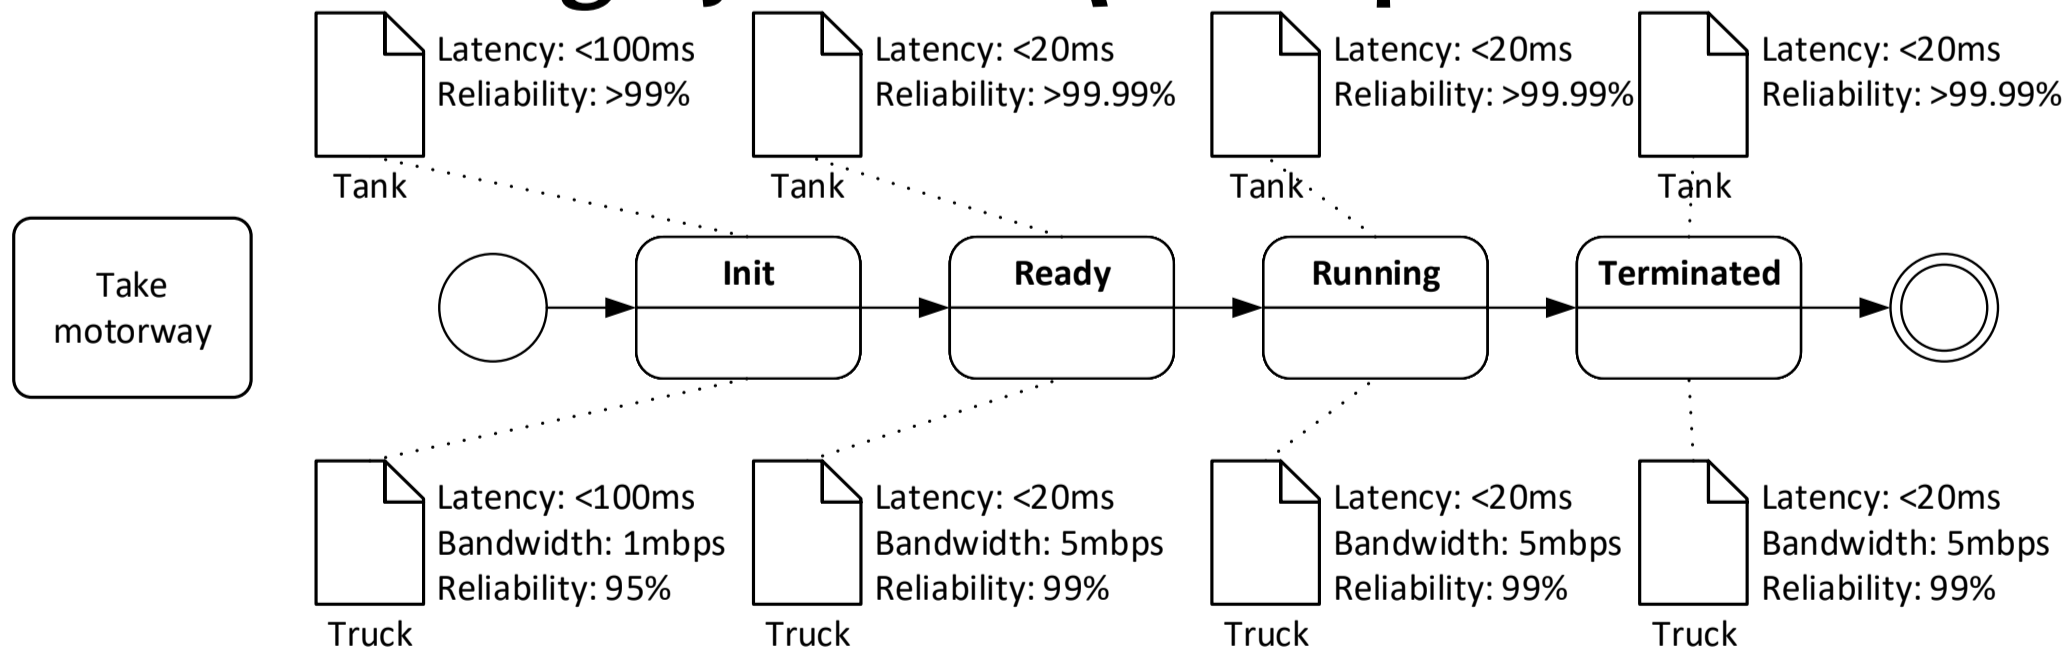 Latency: <100ms
Reliability: >99%
Tank
Latency: <20ms
Reliability: >99.99%
Tank
Latency: <20ms
Reliability: >99.99%
Tank
Latency: <20ms
Reliability: >99.99%
Tank
Take
motorway
Init
Ready
Running
Terminated
Latency: <100ms
Bandwidth: 1mbps
Reliability: 95%
Truck
Latency: <20ms
Bandwidth: 5mbps
Reliability: 99%
Truck
Latency: <20ms
Bandwidth: 5mbps
Reliability: 99%
Truck
Latency: <20ms
Bandwidth: 5mbps
Reliability: 99%
Truck